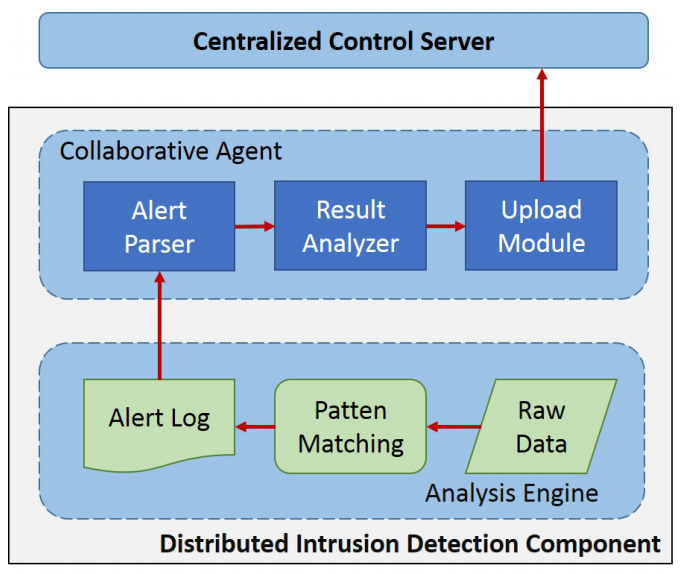 Centralized Control Server
Collaborative Agent
Alert
Parser
Result
Analyzer
Upload
Module
Alert Log
Patten
Matching
Raw
Data
Analysis Engine
Distributed Intrusion Detection Component